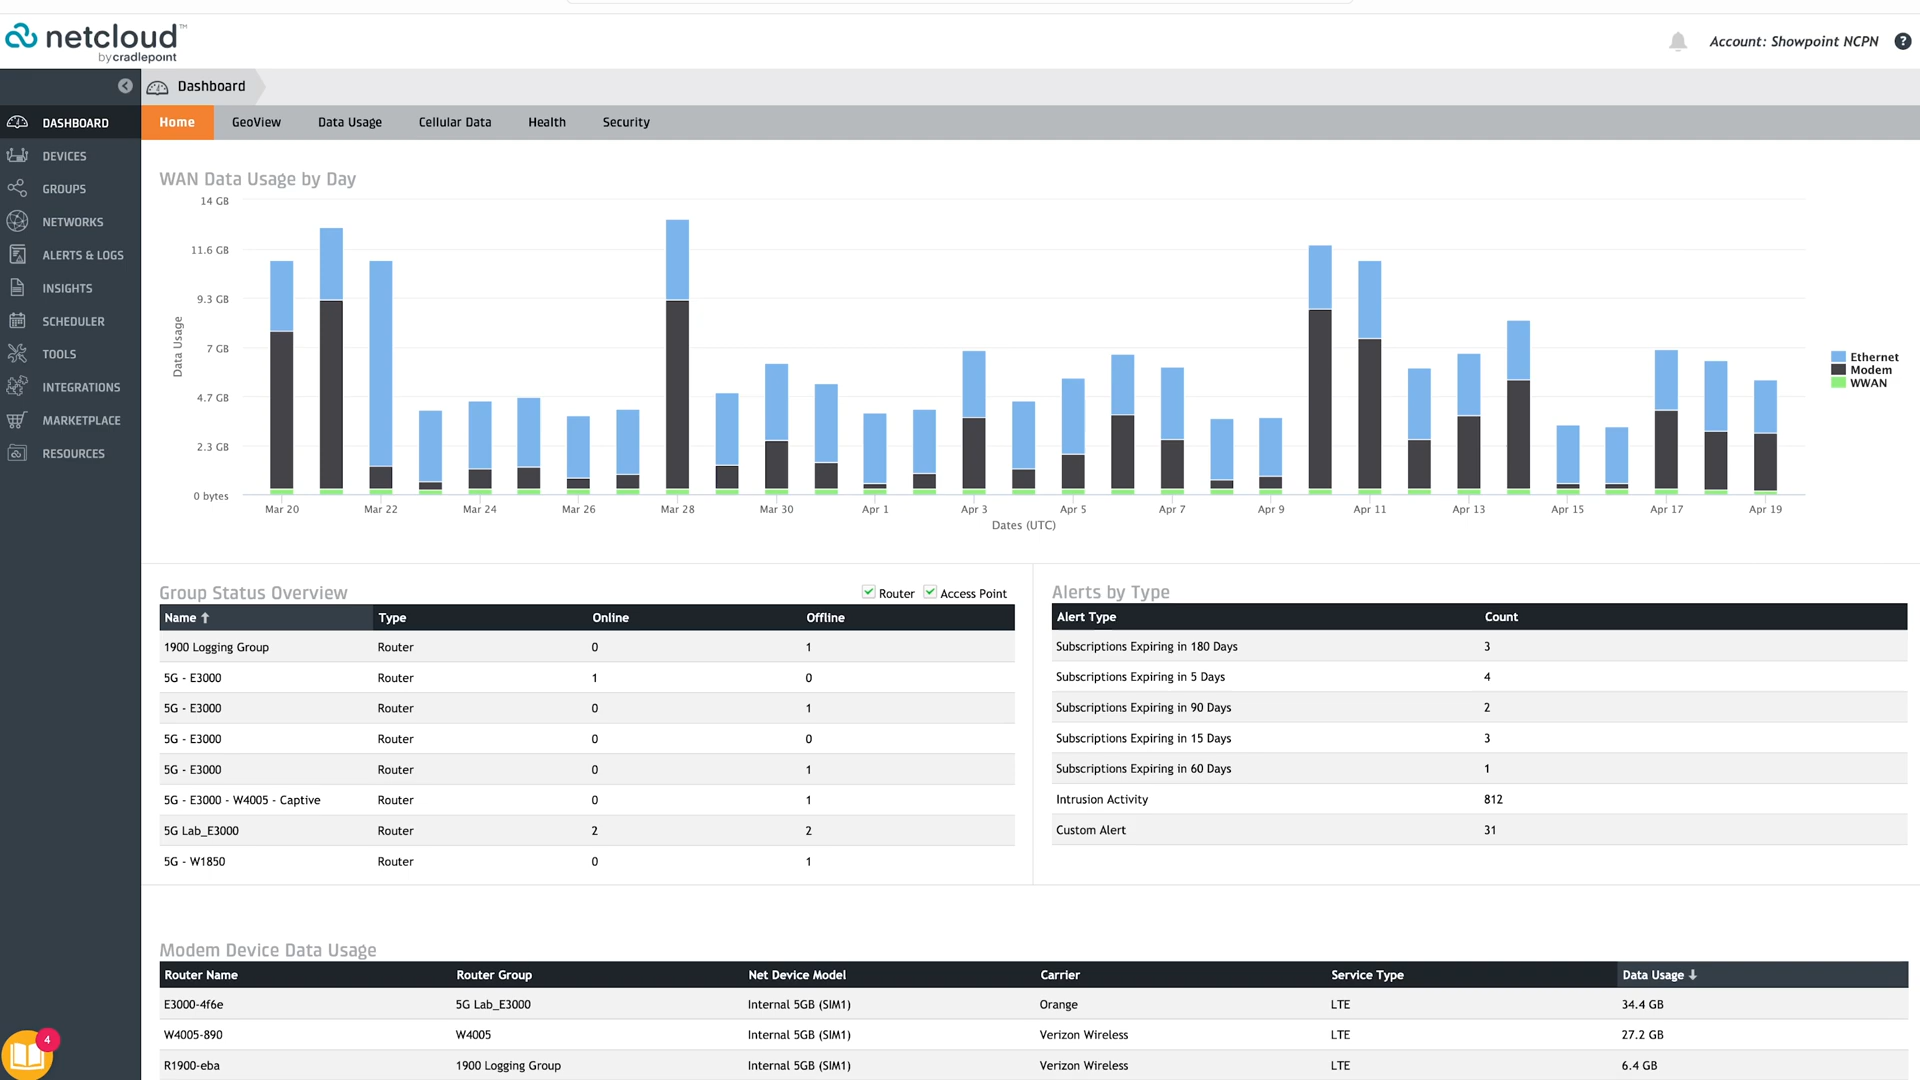 netcloud™
by cradlepoint
Account: Showpoint NCPN
?
Dashboard
DASHBOARD
DEVICES
GROUPS
NETWORKS
ALERTS & LOGS
INSIGHTS
SCHEDULER
TOOLS
INTEGRATIONS
MARKETPLACE
RESOURCES
4
Home GeoView Data Usage Cellular Data Health Security
WAN Data Usage by Day
14 GB
11.6 GB
9.3 GB
7 GB
4.7 GB
2.3 GB
0 bytes
Data Usage
Mar 20 Mar 22 Mar 24 Mar 26 Mar 28 Mar 30 Apr 1 Apr 3 Apr 5 Apr 7 Apr 9 Apr 11 Apr 13 Apr 15 Apr 17 Apr 19
Dates (UTC)
Ethernet
Modem
WWAN
Group Status Overview
Router Access Point
Name Type Online Offline
1900 Logging Group Router 0 1
5G - E3000 Router 1 0
5G - E3000 Router 0 1
5G - E3000 Router 0 0
5G - E3000 Router 0 1
5G - E3000 - W4005 - Captive Router 0 1
5G Lab_E3000 Router 2 2
5G - W1850 Router 0 1
Alerts by Type
Alert Type Count
Subscriptions Expiring in 180 Days 3
Subscriptions Expiring in 5 Days 4
Subscriptions Expiring in 90 Days 2
Subscriptions Expiring in 15 Days 3
Subscriptions Expiring in 60 Days 1
Intrusion Activity 812
Custom Alert 31
Modem Device Data Usage
Router Name Router Group Net Device Model Carrier Service Type Data Usage
E3000-4f6e 5G Lab_E3000 Internal 5GB (SIM1) Orange LTE 34.4 GB
W4005-890 W4005 Internal 5GB (SIM1) Verizon Wireless LTE 27.2 GB
R1900-eba 1900 Logging Group Internal 5GB (SIM1) Verizon Wireless LTE 6.4 GB